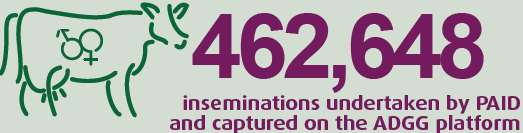 462,648
inseminations undertaken by PAID
and captured on the ADGG platform